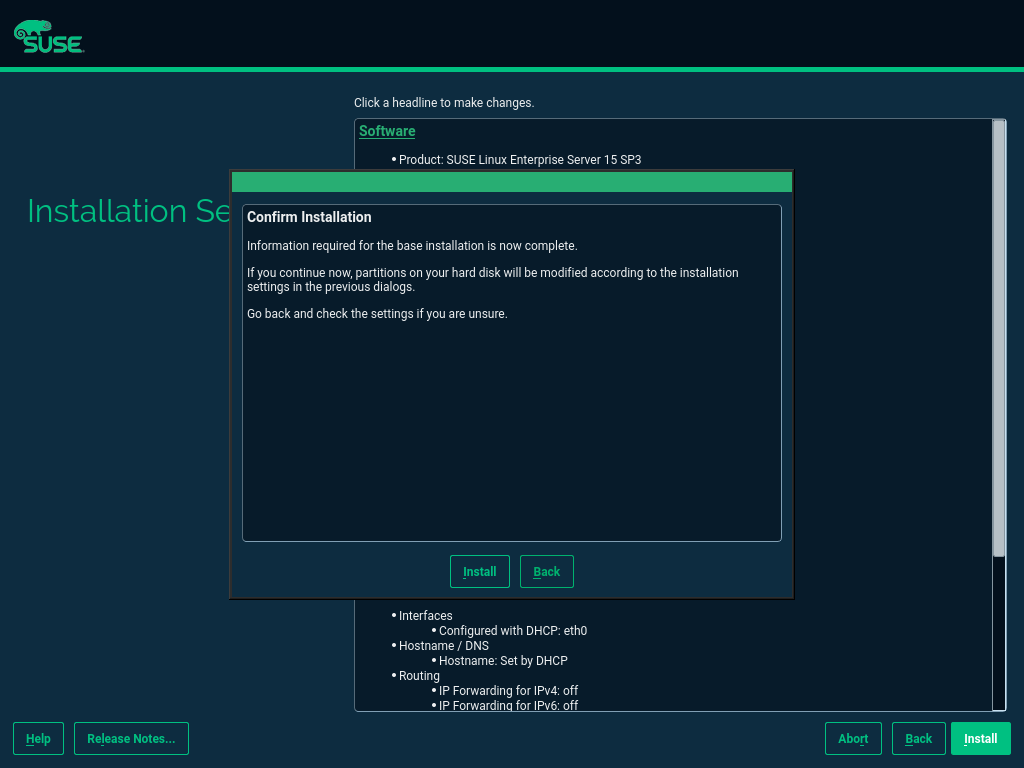 SUSE
Click a headline to make changes.
Software
• Product: SUSE Linux Enterprise Server 15 SP3
Installation Se
Confirm Installation
Information required for the base installation is now complete.
If you continue now, partitions on your hard disk will be modified according to the installation
settings in the previous dialogs.
Go back and check the settings if you are unsure.
Install Back
• Interfaces
• Configured with DHCP: eth0
• Hostname / DNS
• Hostname: Set by DHCP
• Routing
• IP Forwarding for IPv4: off
• IP Forwarding for IPv6: off
Help Release Notes... Abort Back Install